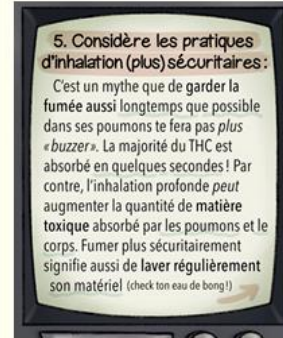 5. Considère les pratiques
d'inhalation (plus) sécuritaires :
C'est un mythe que de garder la
fumée aussi longtemps que possible
dans ses poumons te fera pas plus
«buzzer». La majorité du THC est
absorbé en quelques secondes ! Par
contre, l'inhalation profonde peut
augmenter la quantité de matière
toxique absorbé par les poumons et le
corps. Fumer plus sécuritairement
signifie aussi de laver régulièrement
son matériel (check ton eau de bong!)